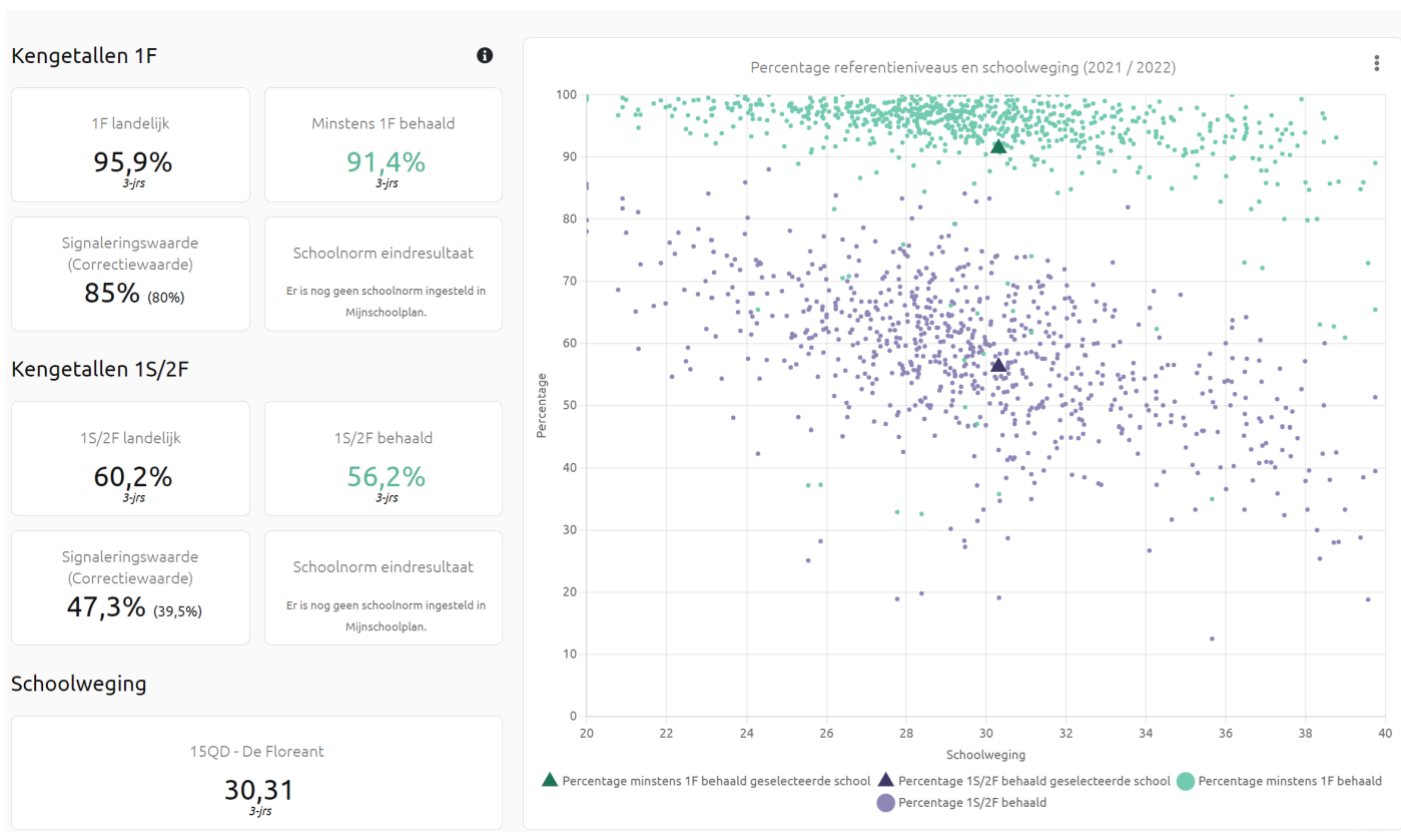 Kengetallen 1F
1F landelijk
95,9%
3-jrs
Minstens 1F behaald
91,4%
3-jrs
Signaleringswaarde
(Correctiewaarde)
85% (80%)
Schoolnorm eindresultaat
Er is nog geen schoolnorm ingesteld in
Mijnschoolplan.
Kengetallen 1S/2F
1S/2F landelijk
60,2%
3-jrs
1S/2F behaald
56,2%
3-jrs
Signaleringswaarde
(Correctiewaarde)
47,3% (39,5%)
Schoolnorm eindresultaat
Er is nog geen schoolnorm ingesteld in
Mijnschoolplan.
Schoolweging
15QD - De Floreant
30,31
3-jrs
Percentage referentieniveaus en schoolweging (2021 / 2022)
Percentage
100
90
80
70
60
50
40
30
20
10
0
20 22 24 26 28 30 32 34 36 38 40
Schoolweging
Percentage minstens 1F behaald geselecteerde school Percentage 1S/2F behaald geselecteerde school Percentage minstens 1F behaald
Percentage 1S/2F behaald